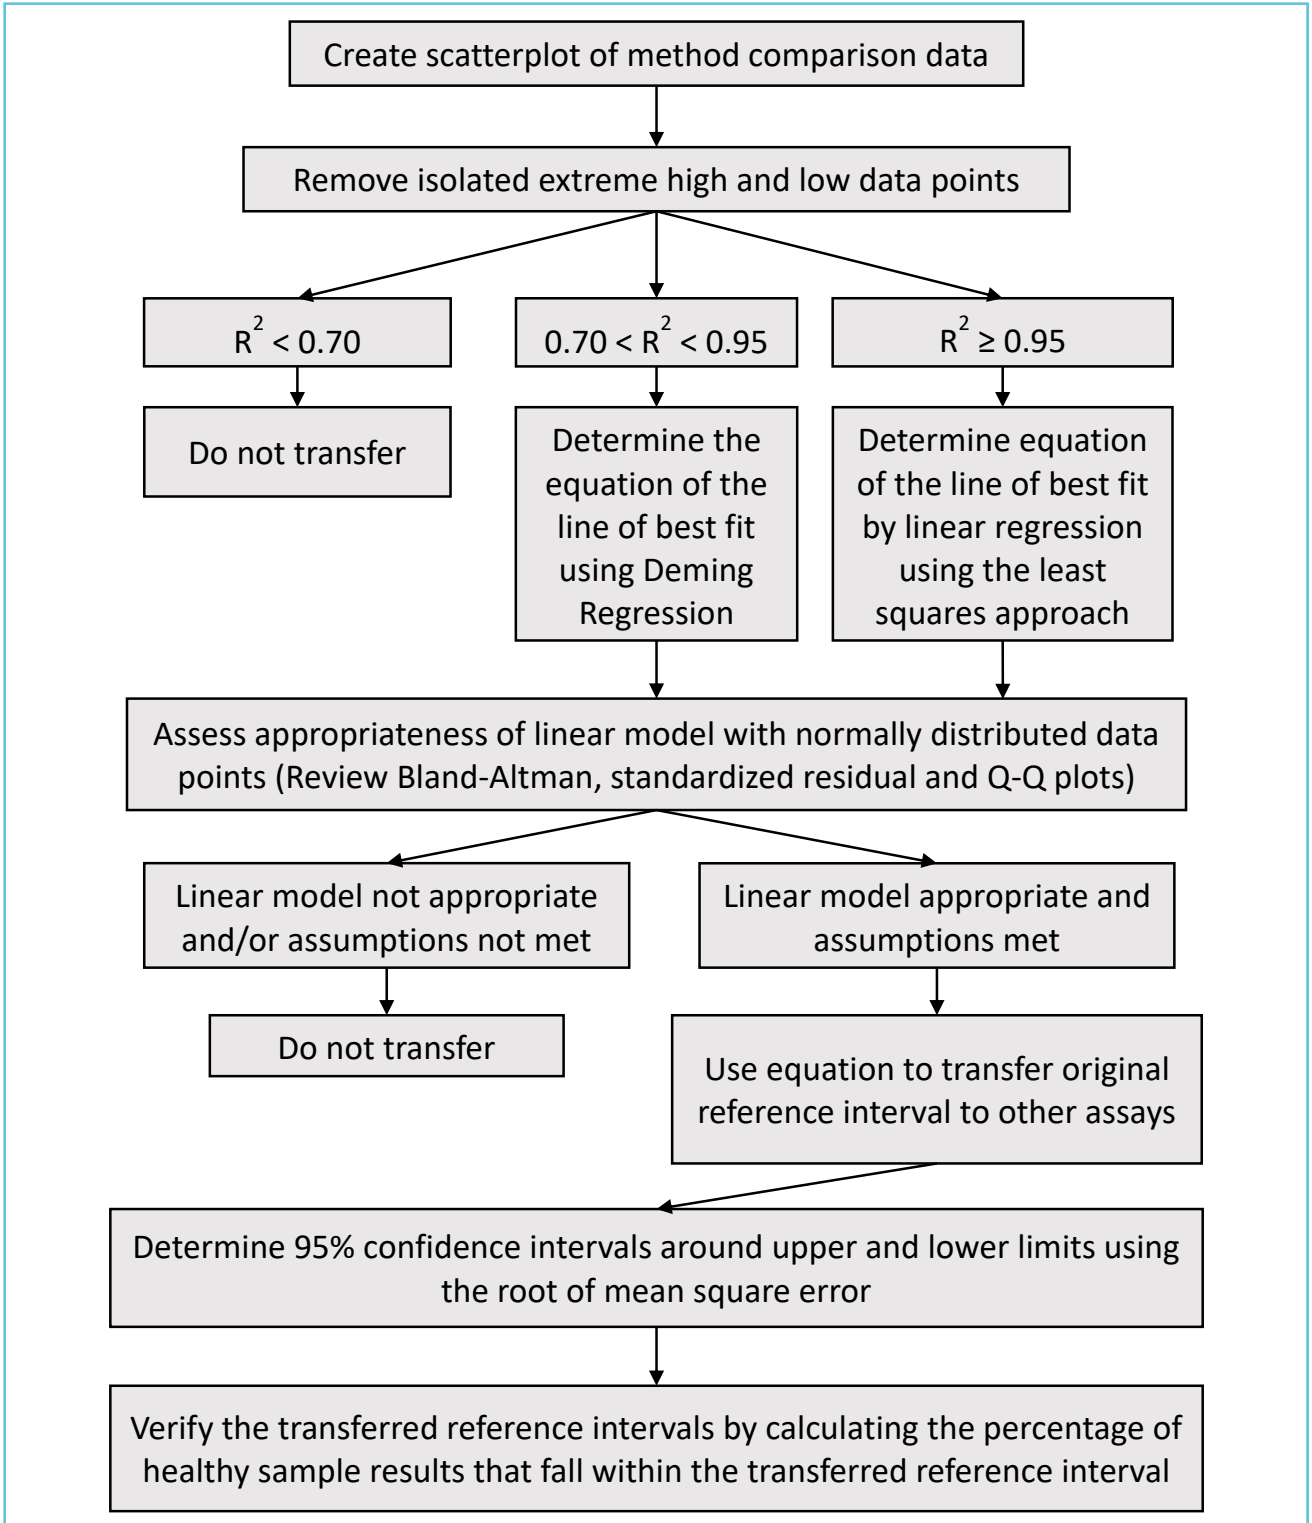 Create scatterplot of method comparison data
Remove isolated extreme high and low data points
R² < 0.70
0.70 < R² < 0.95
R² ≥ 0.95
Do not transfer
Determine the
equation of the
line of best fit
using Deming
Regression
Determine equation
of the line of best fit
by linear regression
using the least
squares approach
Assess appropriateness of linear model with normally distributed data
points (Review Bland-Altman, standardized residual and Q-Q plots)
Linear model not appropriate
and/or assumptions not met
Linear model appropriate and
assumptions met
Do not transfer
Use equation to transfer original
reference interval to other assays
Determine 95% confidence intervals around upper and lower limits using
the root of mean square error
Verify the transferred reference intervals by calculating the percentage of
healthy sample results that fall within the transferred reference interval